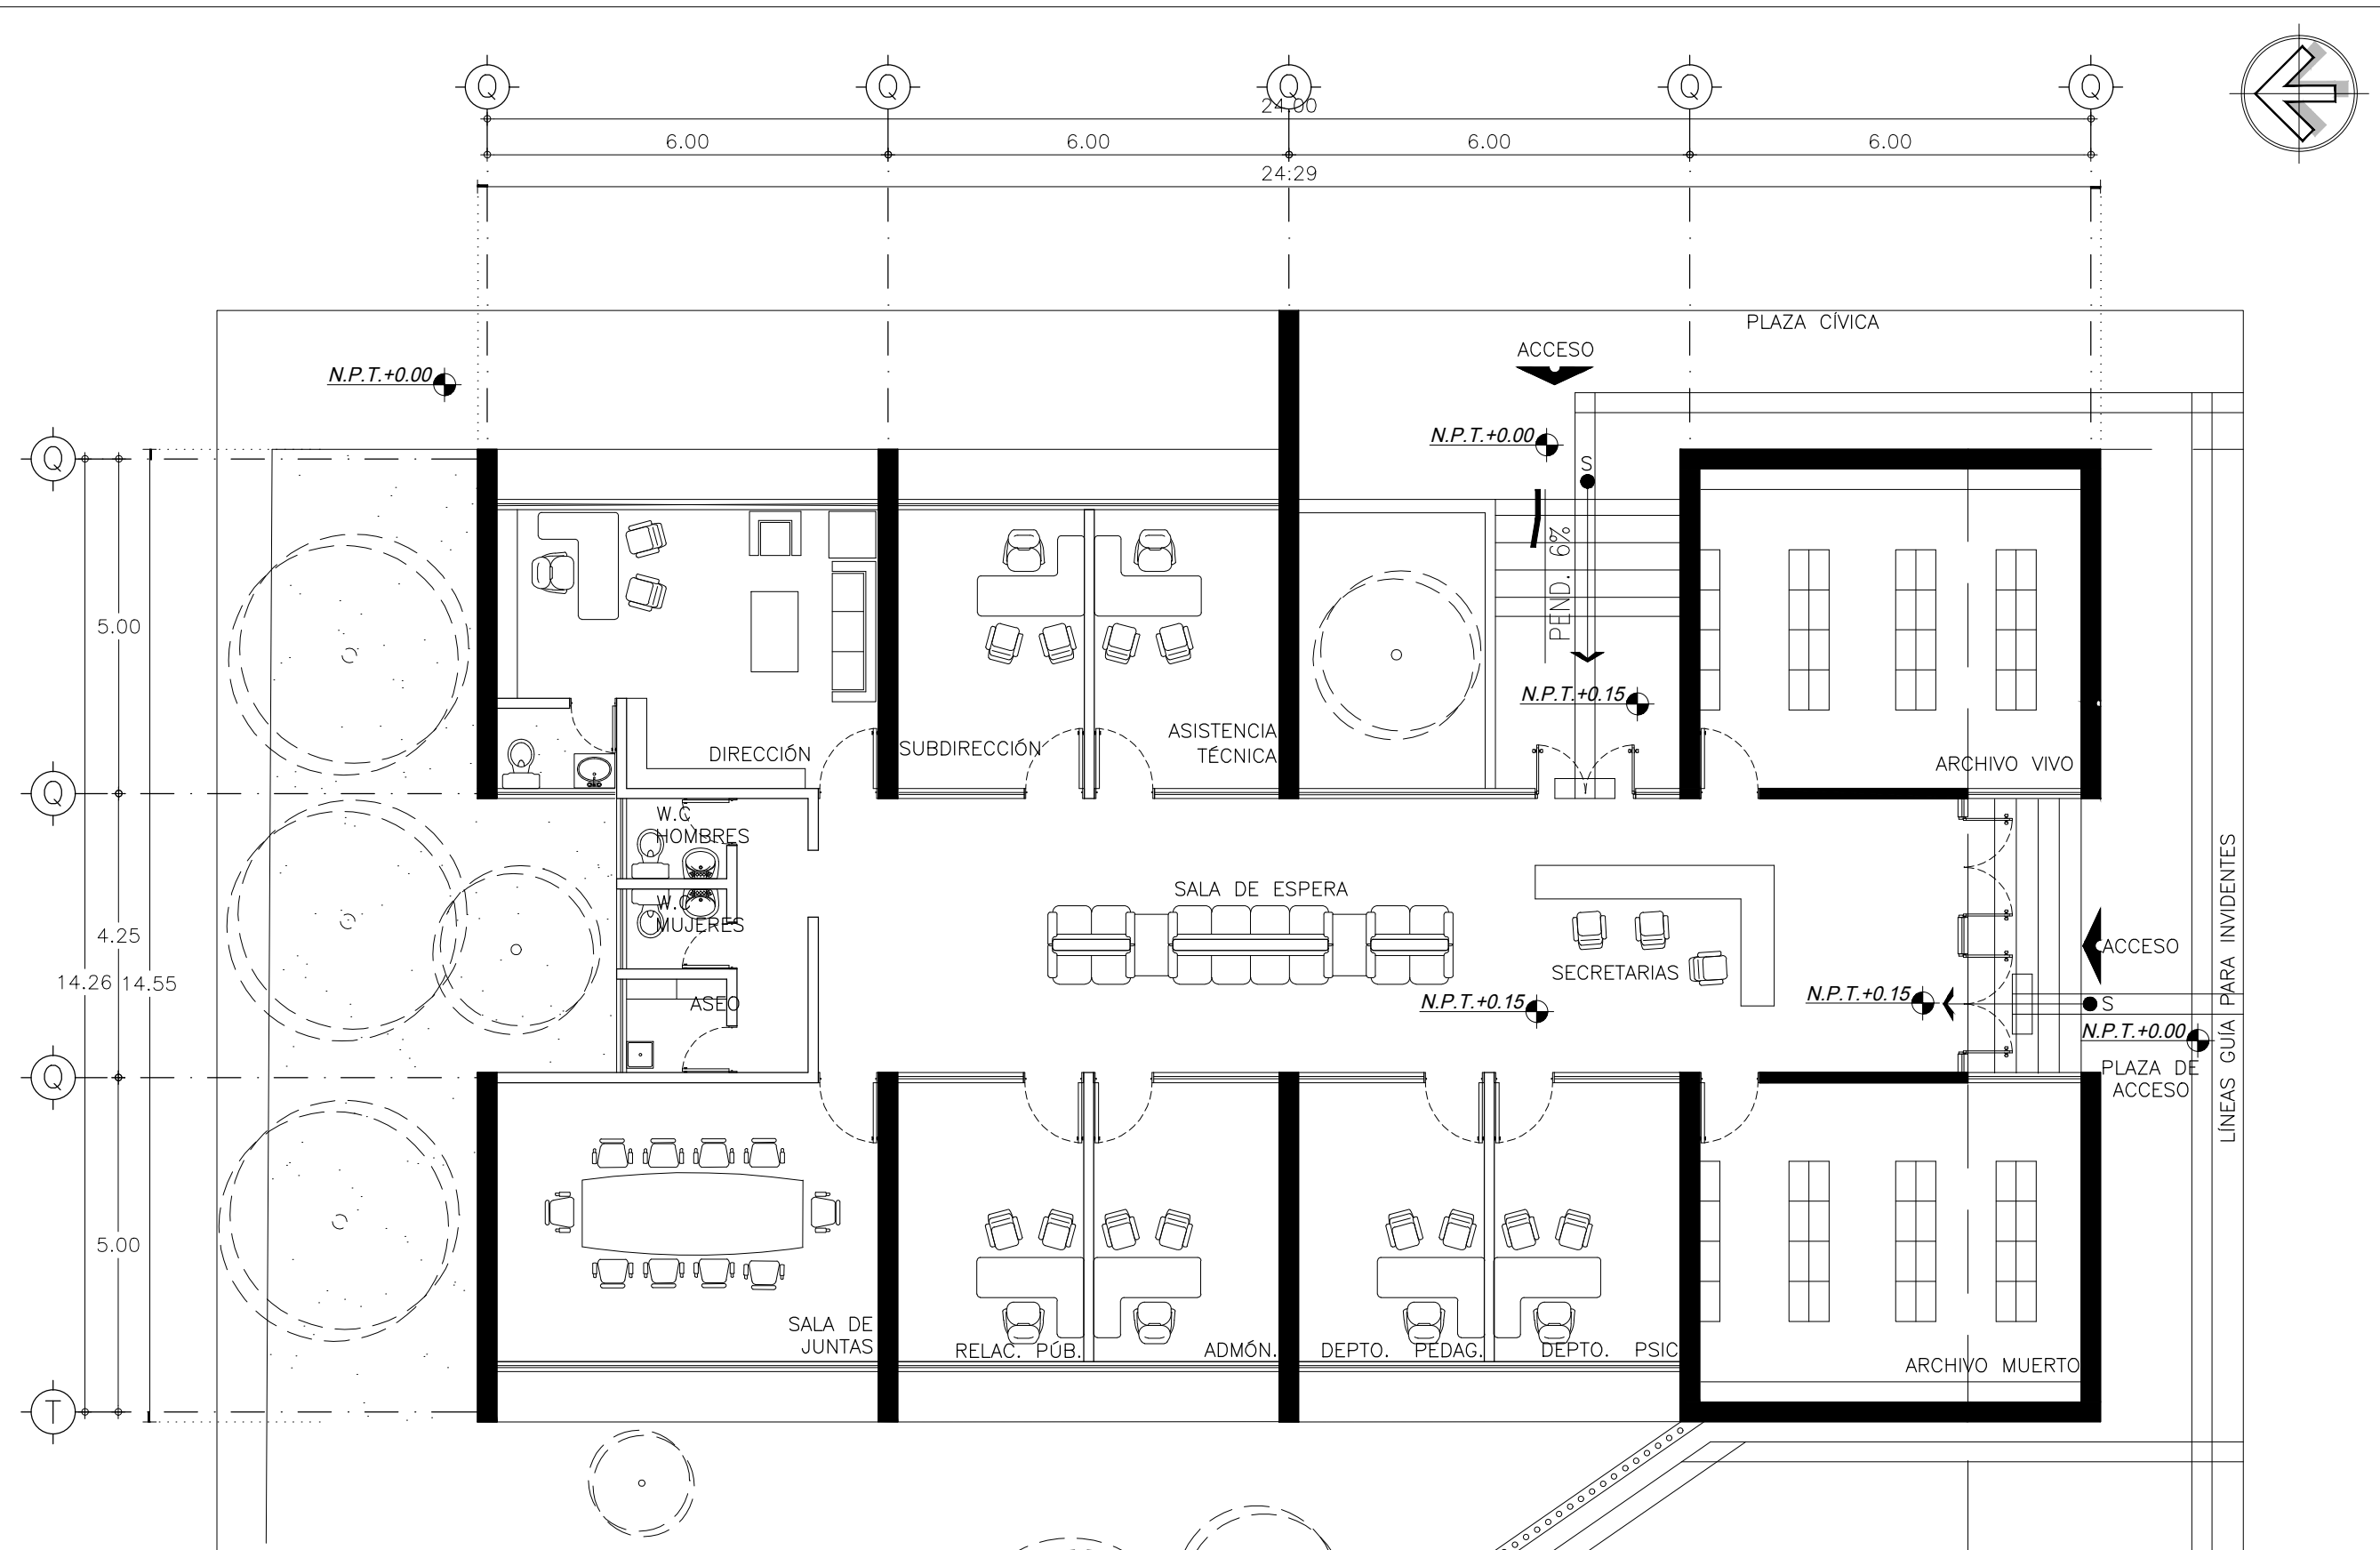 Q Q Q Q Q
24.00
6.00 6.00 6.00 6.00
24:29
PLAZA CÍVICA
ACCESO
N.P.T.+0.00
N.P.T.+0.00
Q
S
PEND. 6%
5.00
N.P.T.+0.15
DIRECCIÓN
SUBDIRECCIÓN
ASISTENCIA
TÉCNICA
ARCHIVO VIVO
Q
W.C
HOMBRES
SALA DE ESPERA
W.C
MUJERES
4.25
ACCESO
LÍNEAS GUÍA PARA INVIDENTES
SECRETARIAS
14.26 14.55
ASEO
N.P.T.+0.15
N.P.T.+0.15
S
N.P.T.+0.00
PLAZA DE
ACCESO
Q
5.00
SALA DE
JUNTAS
RELAC. PÚB.
ADMÓN.
DEPTO. PEDAG.
DEPTO. PSIC
ARCHIVO MUERTO
T